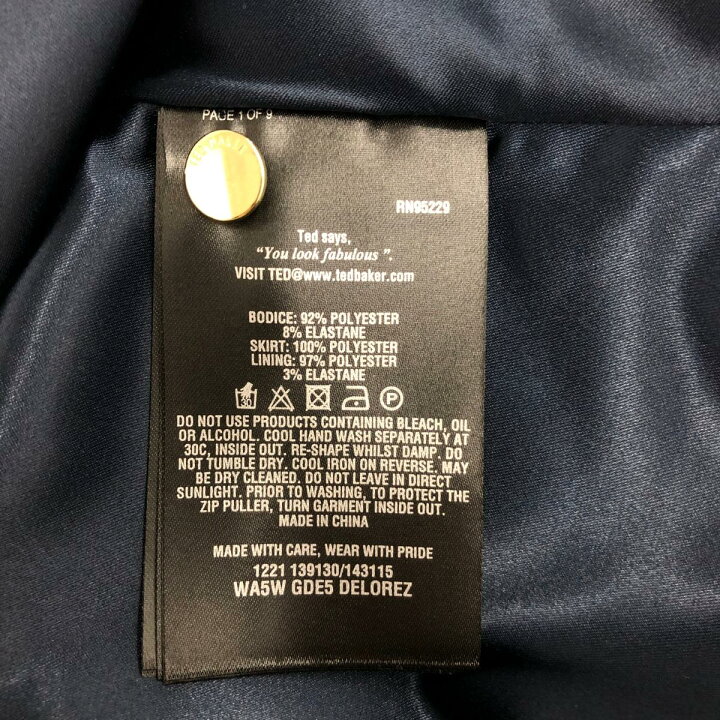 PAGE 1 OF 9
RN95229
Ted says,
“You look fabulous ”.
VISIT TED@www.tedbaker.com
BODICE: 92% POLYESTER
8% ELASTANE
SKIRT: 100% POLYESTER
LINING: 97% POLYESTER
3% ELASTANE
30 P
DO NOT USE PRODUCTS CONTAINING BLEACH, OIL
OR ALCOHOL. COOL HAND WASH SEPARATELY AT
30C, INSIDE OUT. RE-SHAPE WHILST DAMP. DO
NOT TUMBLE DRY. COOL IRON ON REVERSE. MAY
BE DRY CLEANED. DO NOT LEAVE IN DIRECT
SUNLIGHT. PRIOR TO WASHING, TO PROTECT THE
ZIP PULLER, TURN GARMENT INSIDE OUT.
MADE IN CHINA
MADE WITH CARE, WEAR WITH PRIDE
1221 139130/143115
WA5W GDE5 DELOREZ